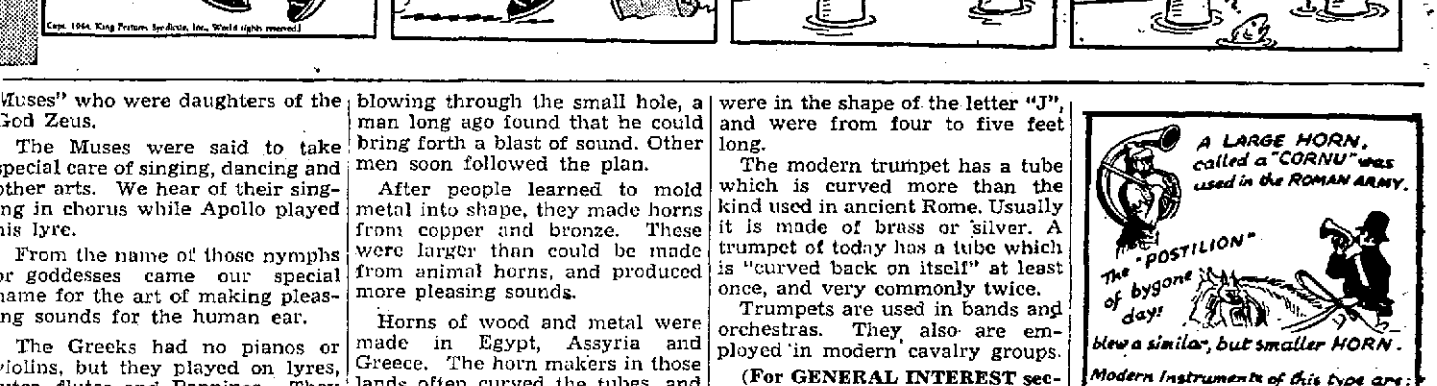 Copr. 1944, King Features Syndicate, Inc., World rights reserved.
Muses" who were daughters of the
God Zeus.
The Muses were said to take
special care of singing, dancing and
other arts. We hear of their sing-
ng in chorus while Apollo played
his lyre.
From the name of those nymphs
or goddesses came our special
name for the art of making pleas-
ng sounds for the human ear.
The Greeks had no pianos or
violins, but they played on lyres,
blowing through the small hole, a
man long ago found that he could
bring forth a blast of sound. Other
men soon followed the plan.
After people learned to mold
metal into shape, they made horns
from copper and bronze. These
were larger than could be made
from animal horns, and produced
more pleasing sounds.
Horns of wood and metal were
made in Egypt, Assyria and
Greece. The horn makers in those
lands often curved the tubes, and
were in the shape of the letter "J",
and were from four to five feet
long.
The modern trumpet has a tube
which is curved more than the
kind used in ancient Rome. Usually
it is made of brass or silver. A
trumpet of today has a tube which
is "curved back on itself" at least
once, and very commonly twice.
Trumpets are used in bands and
orchestras. They also are em-
ployed in modern cavalry groups.
(For GENERAL INTEREST sec-
A LARGE HORN,
called a "CORNU" was
used in the ROMAN ARMY.
The "POSTILION"
of bygone
day!
blew a similar, but smaller HORN.
Modern Instruments of this type are: